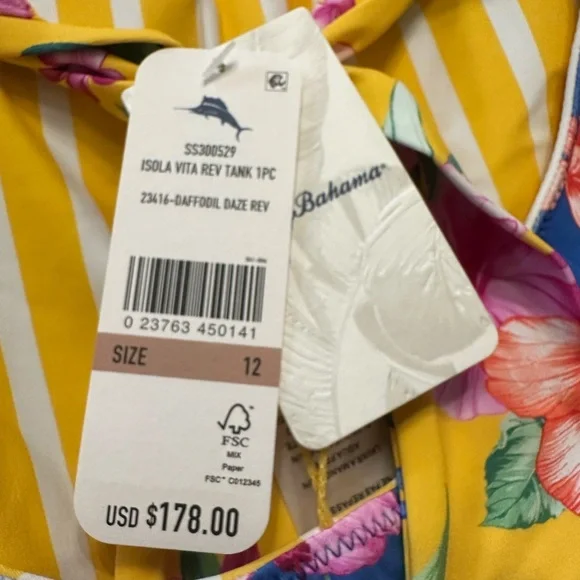 SS300529
ISOLA VITA REV TANK 1PC
23416-DAFFODIL DAZE REV
0 23763 450141
SIZE 12
FSC
MIX
Paper
FSC™ C012345
USD $178.00
Bahama